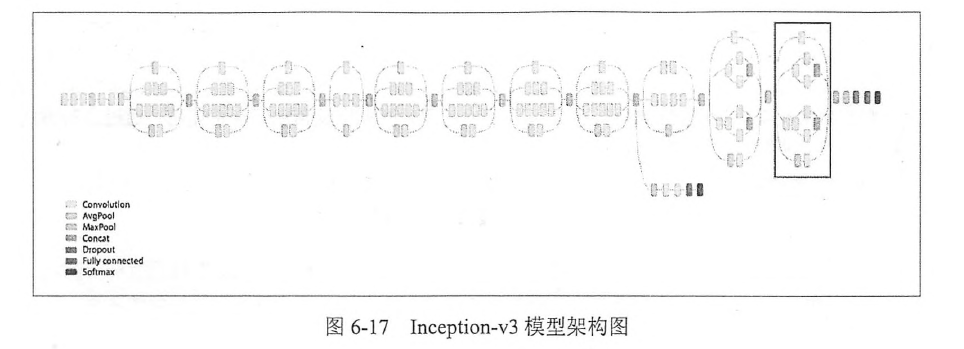 Convolution
AvgPool
MaxPool
Concat
Dropout
Fully connected
Softmax
图 6-17 Inception-v3 模型架构图